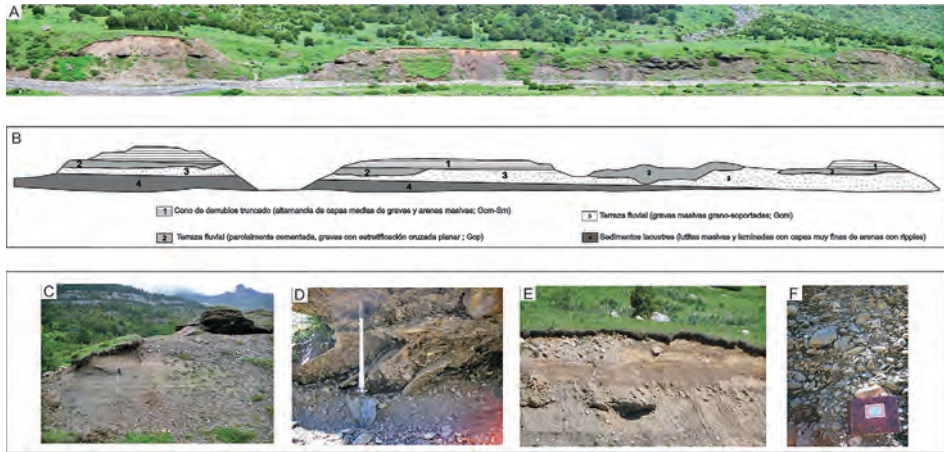 A
B
2
3
4
1
2
3
4
3
3
1
2
1 Cono de derrubios truncado (alternancia de capas medias de gravas y arenas masivas; Gcm-Sm)
3 Terraza fluvial (gravas masivas grano-soportadas; Gcm)
2 Terraza fluvial (parcialmente cementada, gravas con estratificación cruzada planar ; Gcp)
4 Sedimentos lacustres (lutitas masivas y laminadas con capas muy finas de arenas con ripples)
C
D
E
F